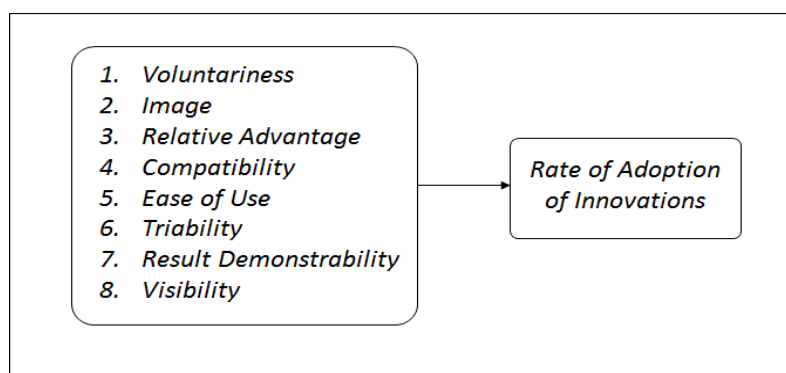 1. Voluntariness
2. Image
3. Relative Advantage
4. Compatibility
5. Ease of Use
6. Triability
7. Result Demonstrability
8. Visibility
Rate of Adoption
of Innovations